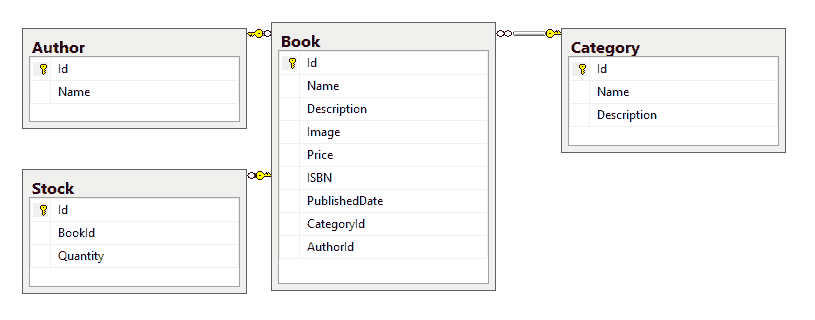 Author
Id
Name
Stock
Id
BookId
Quantity
Book
Id
Name
Description
Image
Price
ISBN
PublishedDate
CategoryId
AuthorId
Category
Id
Name
Description